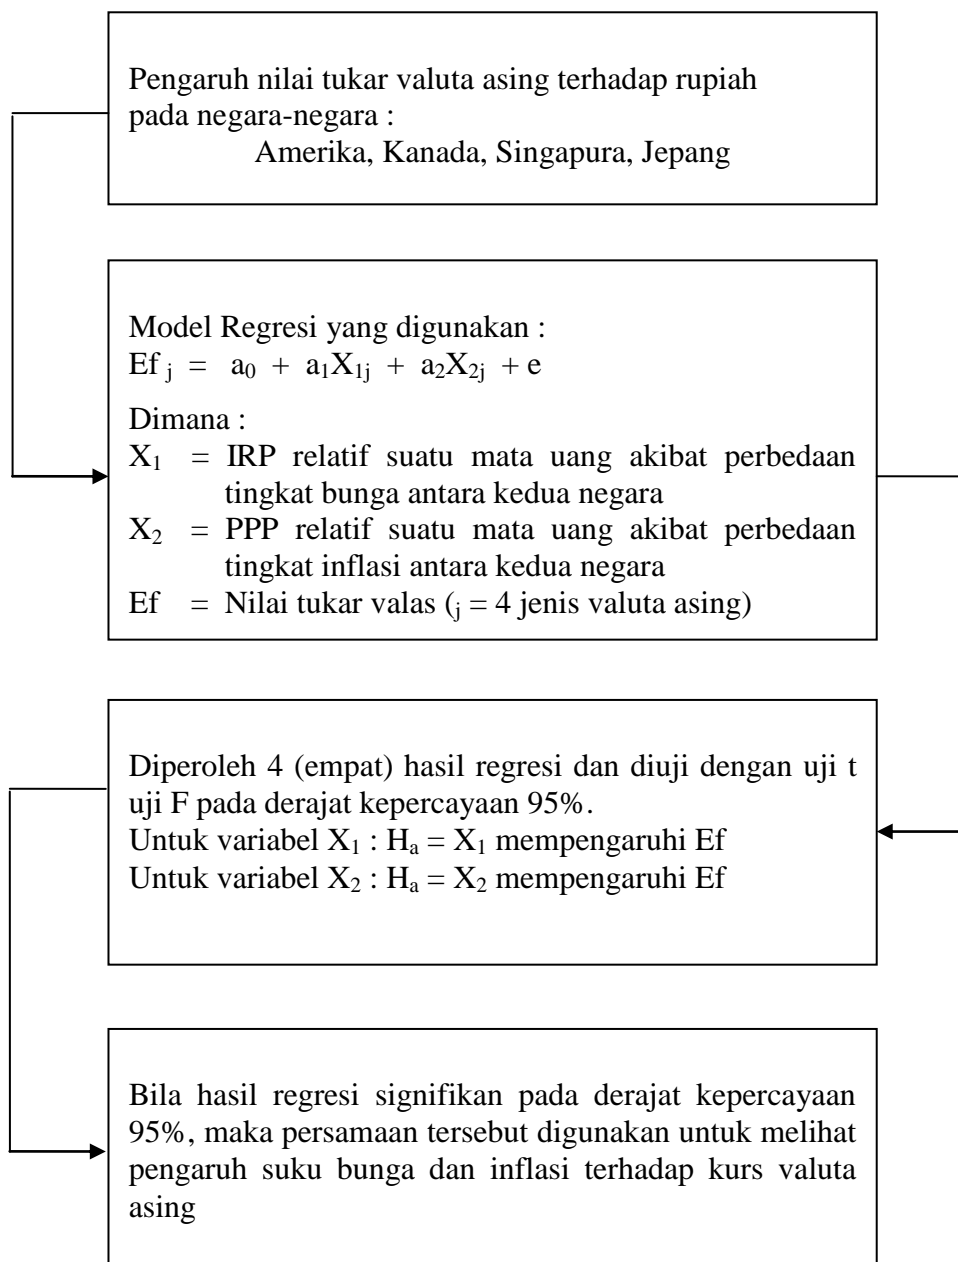 Pengaruh nilai tukar valuta asing terhadap rupiah
pada negara-negara :
Amerika, Kanada, Singapura, Jepang
Model Regresi yang digunakan :
Ef j = a0 + a1X1j + a2X2j + e
Dimana :
X1 = IRP relatif suatu mata uang akibat perbedaan
tingkat bunga antara kedua negara
X2 = PPP relatif suatu mata uang akibat perbedaan
tingkat inflasi antara kedua negara
Ef = Nilai tukar valas (j = 4 jenis valuta asing)
Diperoleh 4 (empat) hasil regresi dan diuji dengan uji t
uji F pada derajat kepercayaan 95%.
Untuk variabel X1 : Ha = X1 mempengaruhi Ef
Untuk variabel X2 : Ha = X2 mempengaruhi Ef
Bila hasil regresi signifikan pada derajat kepercayaan
95%, maka persamaan tersebut digunakan untuk melihat
pengaruh suku bunga dan inflasi terhadap kurs valuta
asing